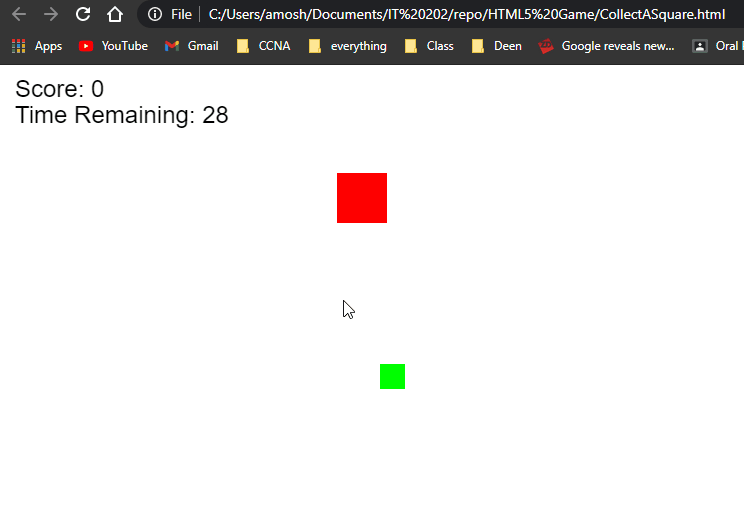 File C:/Users/amosh/Documents/IT%20202/repo/HTML5%20Game/CollectASquare.html
Apps YouTube Gmail CCNA everything Class Deen Google reveals new... Oral
Score: 0
Time Remaining: 28